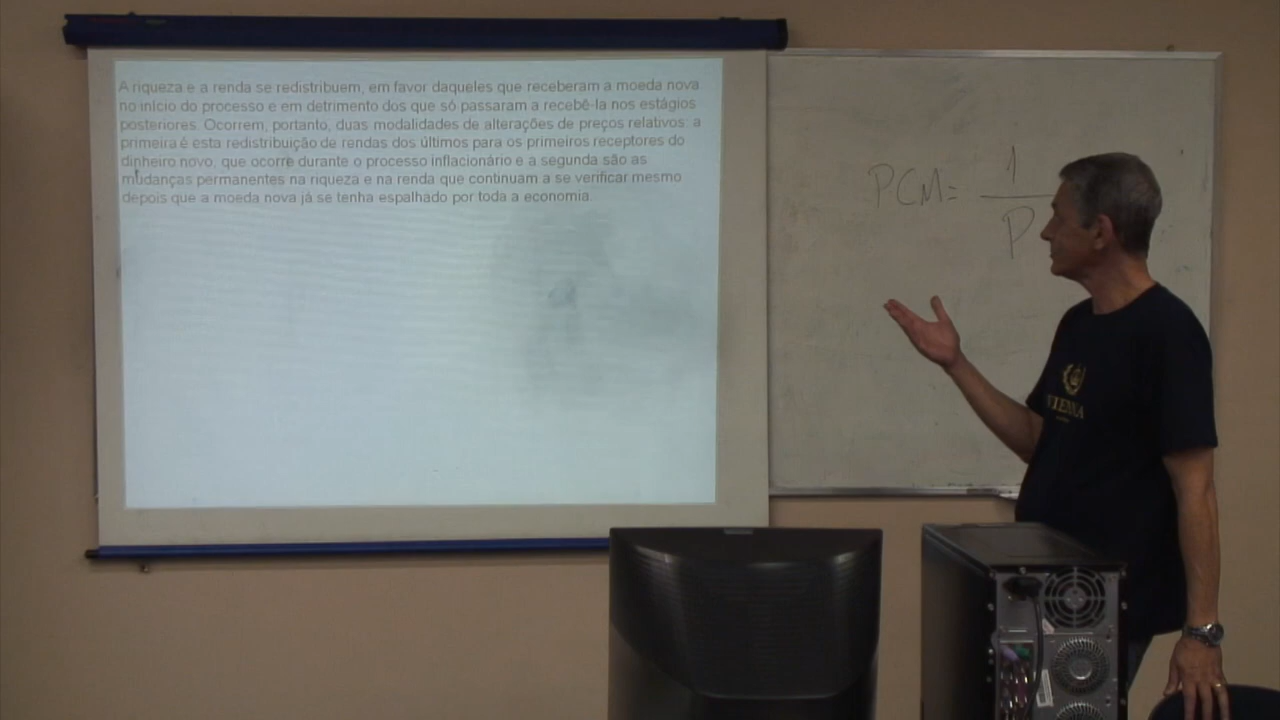 A riqueza e a renda se redistribuem, em favor daqueles que receberam a moeda nova
no início do processo e em detrimento dos que só passaram a recebê-la nos estágios
posteriores. Ocorrem, portanto, duas modalidades de alterações de preços relativos: a
primeira é esta redistribuição de rendas dos últimos para os primeiros receptores do
dinheiro novo, que ocorre durante o processo inflacionário e a segunda são as
mudanças permanentes na riqueza e na renda que continuam a se verificar mesmo
depois que a moeda nova já se tenha espalhado por toda a economia.
PCM= 1
P
VIENNA